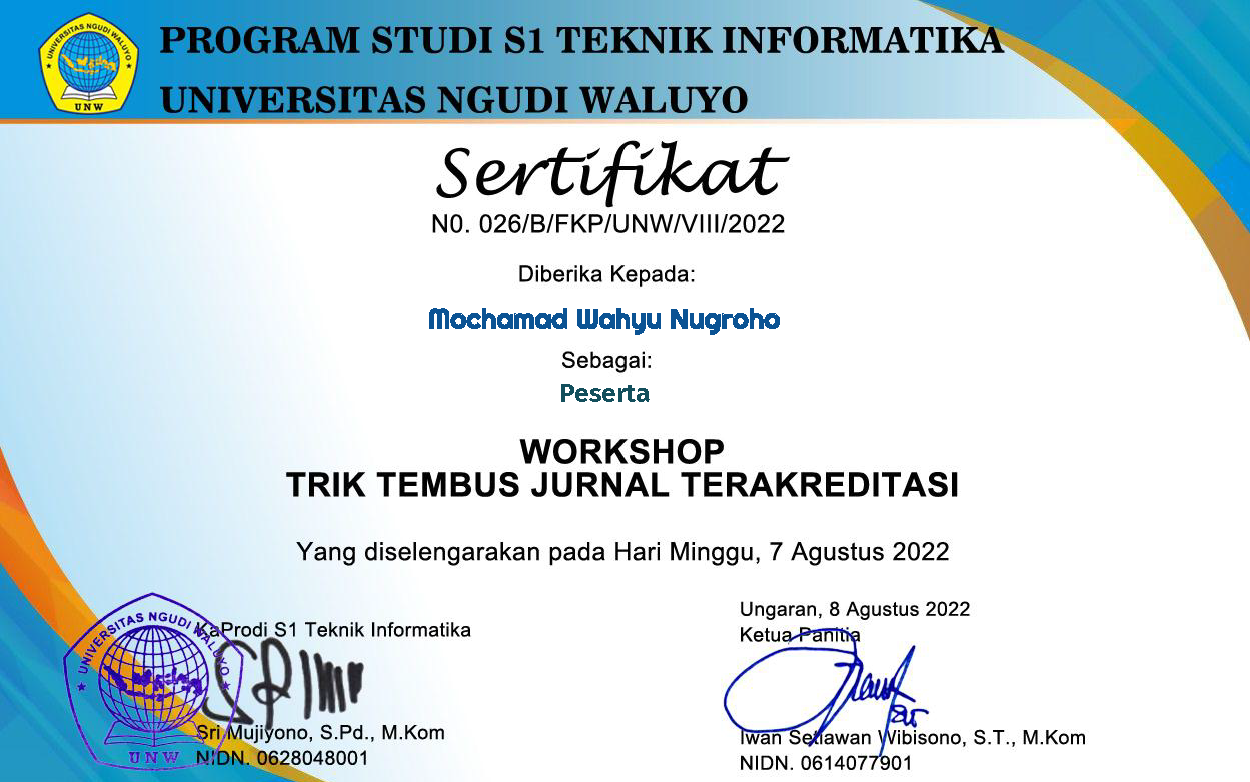 UNIVERSITAS NGUDI WALUYO
UNW
PROGRAM STUDI S1 TEKNIK INFORMATIKA
UNIVERSITAS NGUDI WALUYO
Sertifikat
N0. 026/B/FKP/UNW/VIII/2022
Diberika Kepada:
Mochamad Wahyu Nugroho
Sebagai:
Peserta
WORKSHOP
TRIK TEMBUS JURNAL TERAKREDITASI
Yang diselengarakan pada Hari Minggu, 7 Agustus 2022
KaProdi S1 Teknik Informatika
UNIVERSITAS NGUDI WALUYO
UNW
Sri Mujiyono, S.Pd., M.Kom
NIDN. 0628048001
Ungaran, 8 Agustus 2022
Ketua Panitia
Iwan Setiawan Wibisono, S.T., M.Kom
NIDN. 0614077901